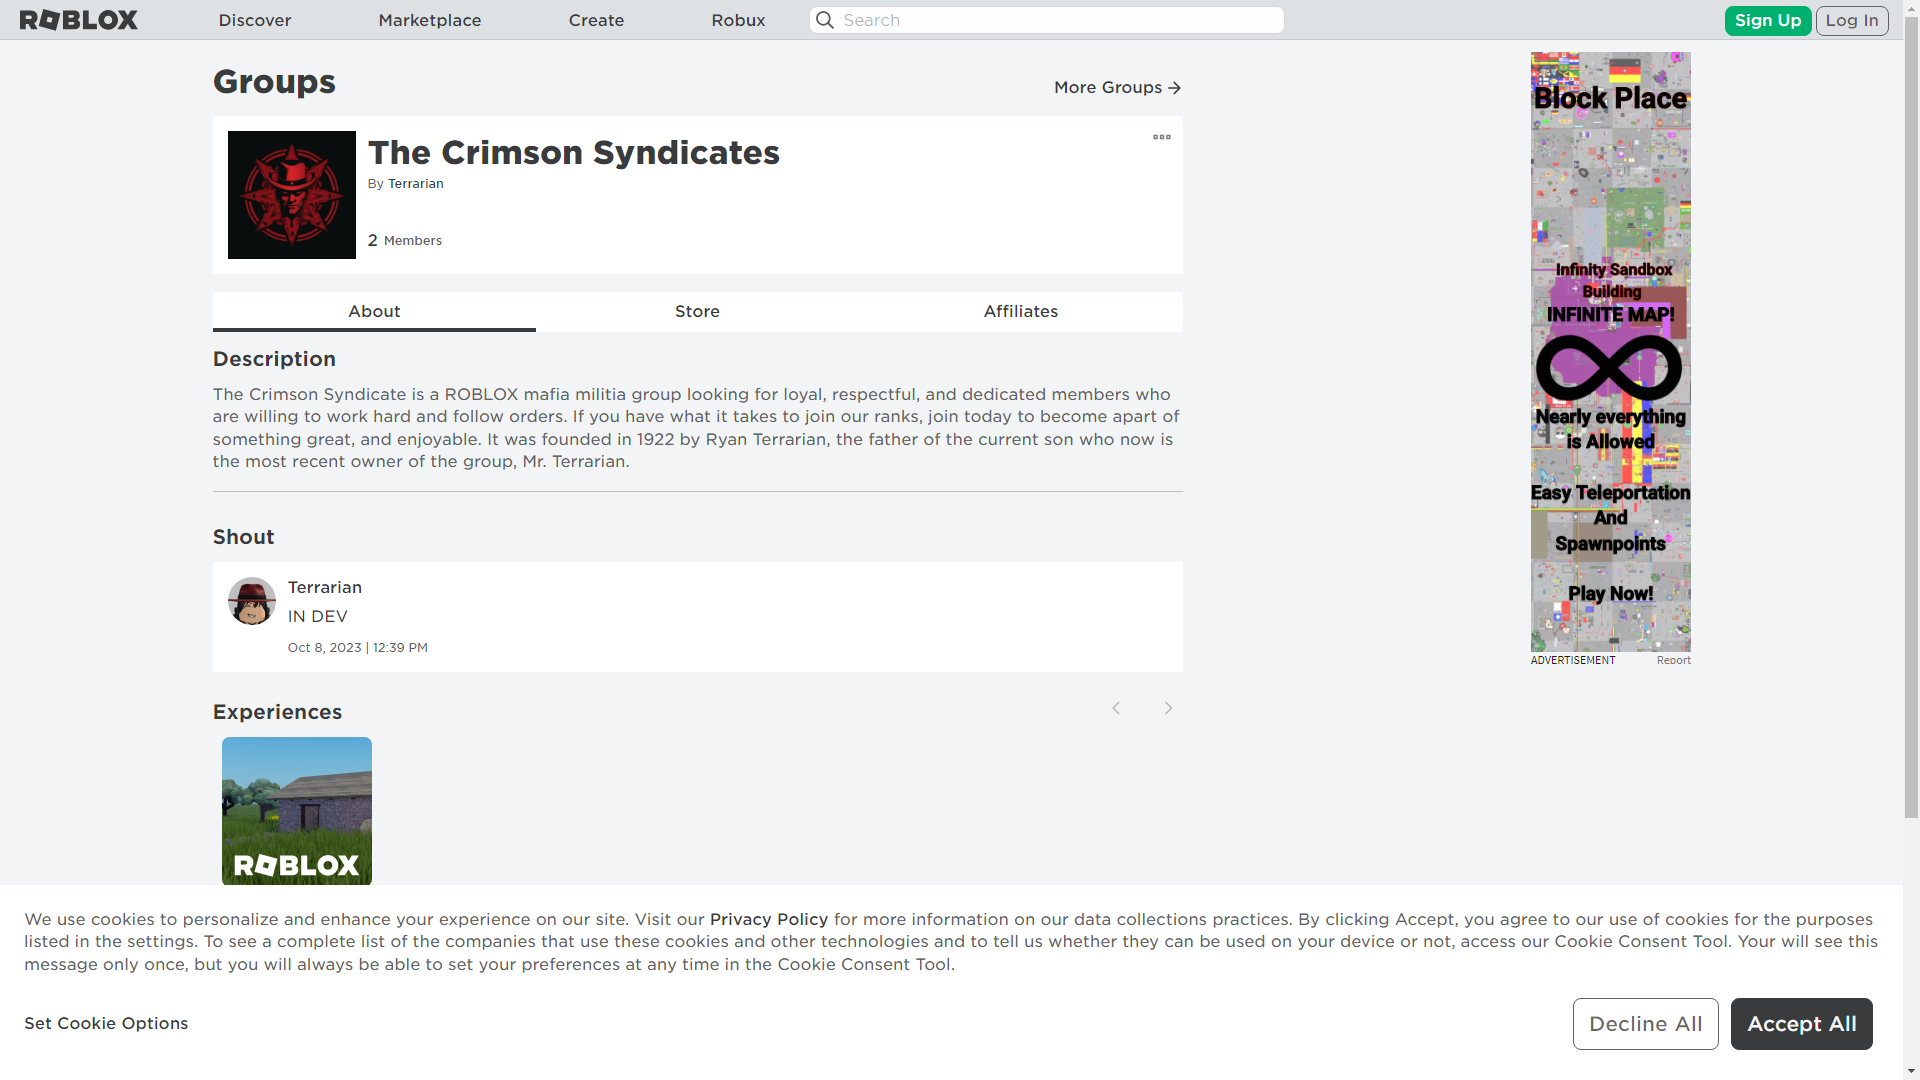 ROBLOX Discover Marketplace Create Robux Search Sign Up Log In
Groups
More Groups
The Crimson Syndicates
By Terrarian
2 Members
About Store Affiliates
Description
The Crimson Syndicate is a ROBLOX mafia militia group looking for loyal, respectful, and dedicated members who
are willing to work hard and follow orders. If you have what it takes to join our ranks, join today to become apart of
something great, and enjoyable. It was founded in 1922 by Ryan Terrarian, the father of the current son who now is
the most recent owner of the group, Mr. Terrarian.
Shout
Terrarian
IN DEV
Oct 8, 2023 | 12:39 PM
Experiences
ROBLOX
Block Place
Infinity Sandbox
Building
INFINITE MAP!
Nearly everything
is Allowed
Easy Teleportation
And
Spawnpoints
Play Now!
ADVERTISEMENT Report
We use cookies to personalize and enhance your experience on our site. Visit our Privacy Policy for more information on our data collections practices. By clicking Accept, you agree to our use of cookies for the purposes
listed in the settings. To see a complete list of the companies that use these cookies and other technologies and to tell us whether they can be used on your device or not, access our Cookie Consent Tool. Your will see this
message only once, but you will always be able to set your preferences at any time in the Cookie Consent Tool.
Set Cookie Options
Decline All
Accept All